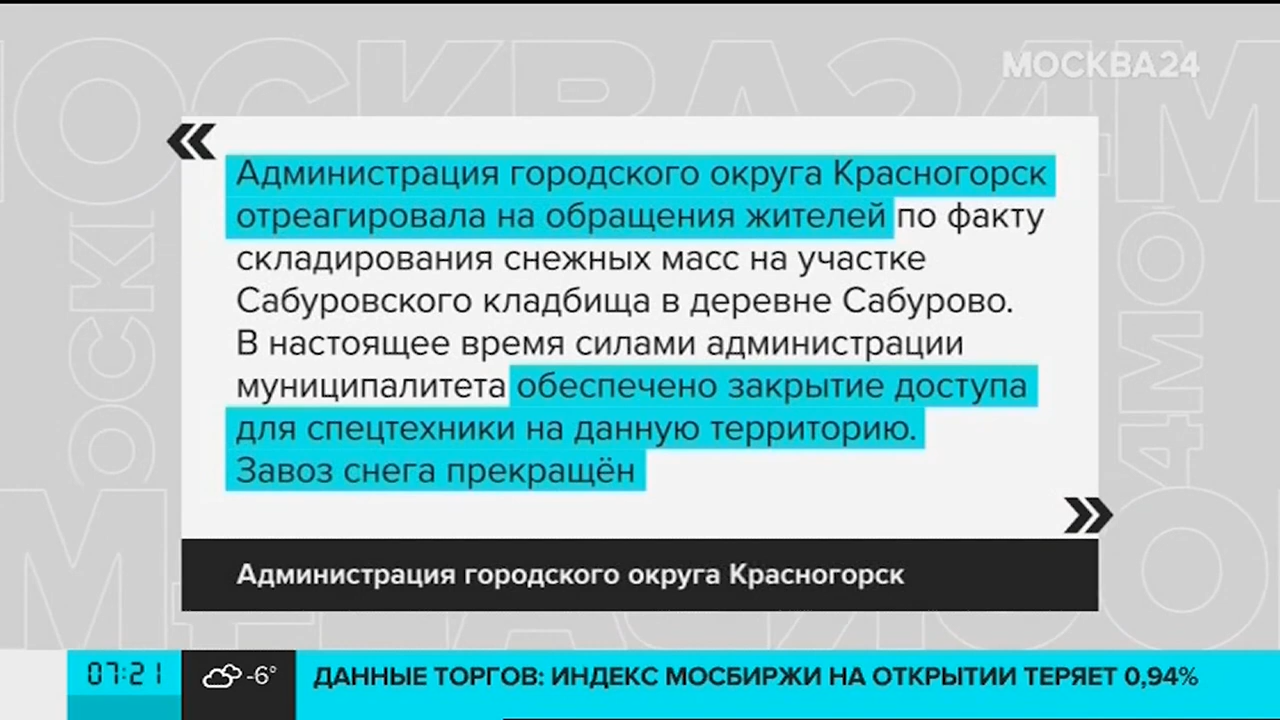 МОСКВА24
«
Администрация городского округа Красногорск
отреагировала на обращения жителей по факту
складирования снежных масс на участке
Сабуровского кладбища в деревне Сабурово.
В настоящее время силами администрации
муниципалитета обеспечено закрытие доступа
для спецтехники на данную территорию.
Завоз снега прекращён
»
Администрация городского округа Красногорск
07:21 -6° ДАННЫЕ ТОРГОВ: ИНДЕКС МОСБИРЖИ НА ОТКРЫТИИ ТЕРЯЕТ 0,94%